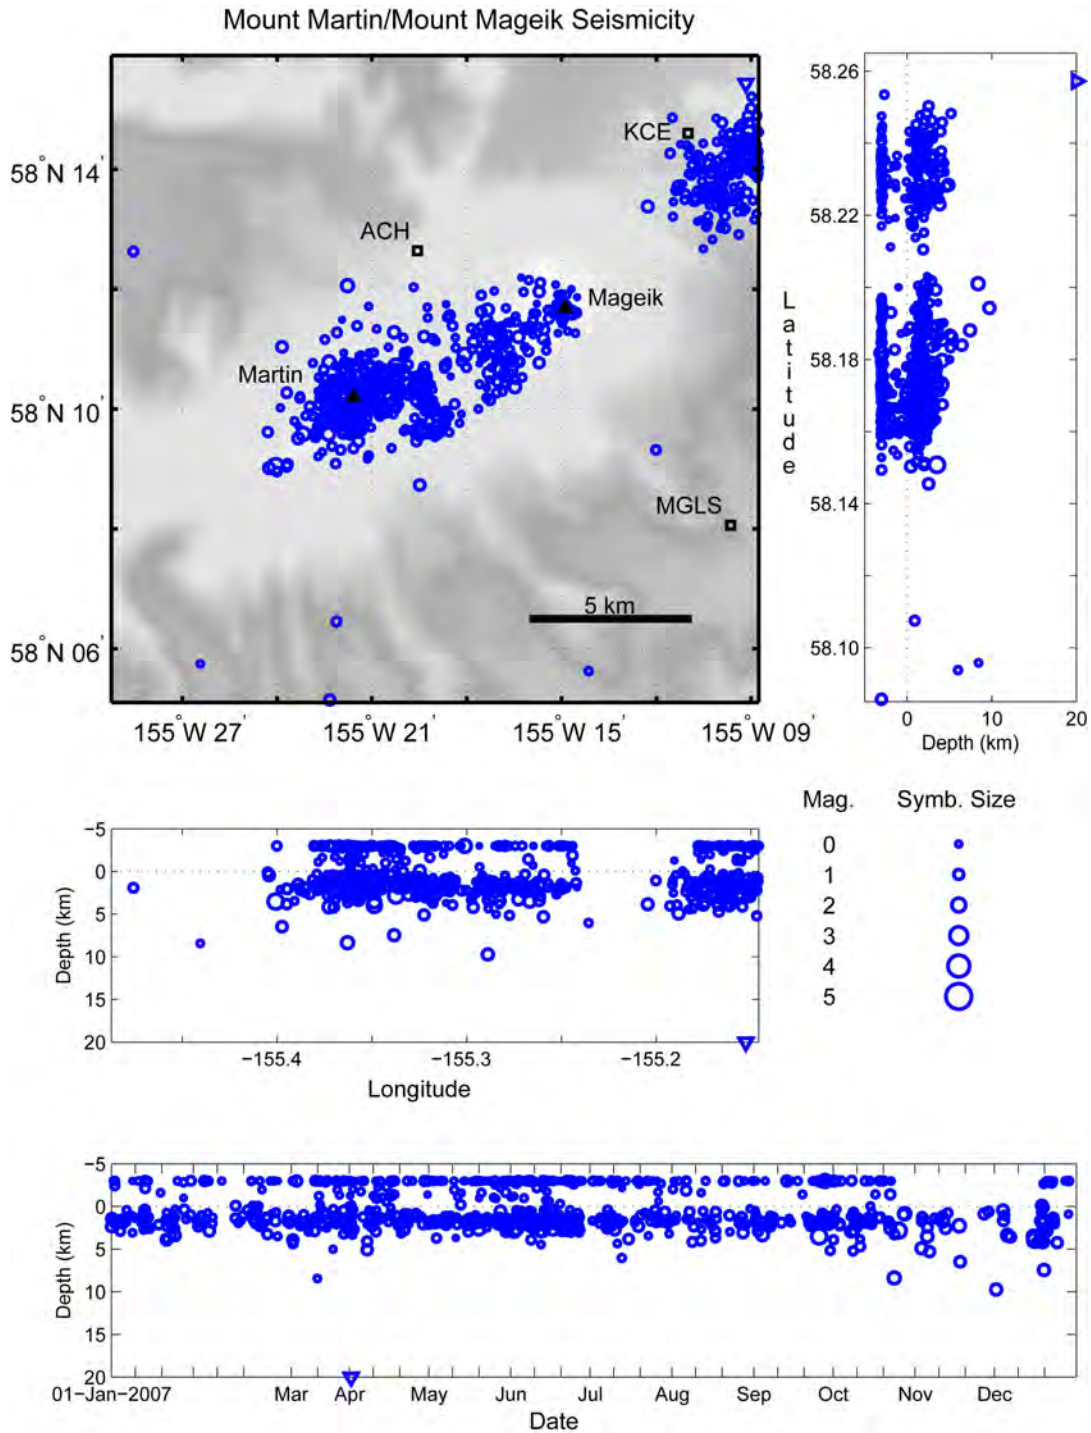 Mount Martin/Mount Mageik Seismicity
58°N 14'
58°N 10'
58°N 06'
KCE
ACH
Mageik
Martin
MGLS
5 km
155°W 27'
155°W 21'
155°W 15'
155°W 09'
Latitude
58.26
58.22
58.18
58.14
58.10
0 10 20
Depth (km)
−5
0
5
10
15
20
Depth (km)
−155.4 −155.3 −155.2
Longitude
Mag. Symb. Size
0
1
2
3
4
5
−5
0
5
10
15
20
Depth (km)
01−Jan−2007 Mar Apr May Jun Jul Aug Sep Oct Nov Dec
Date